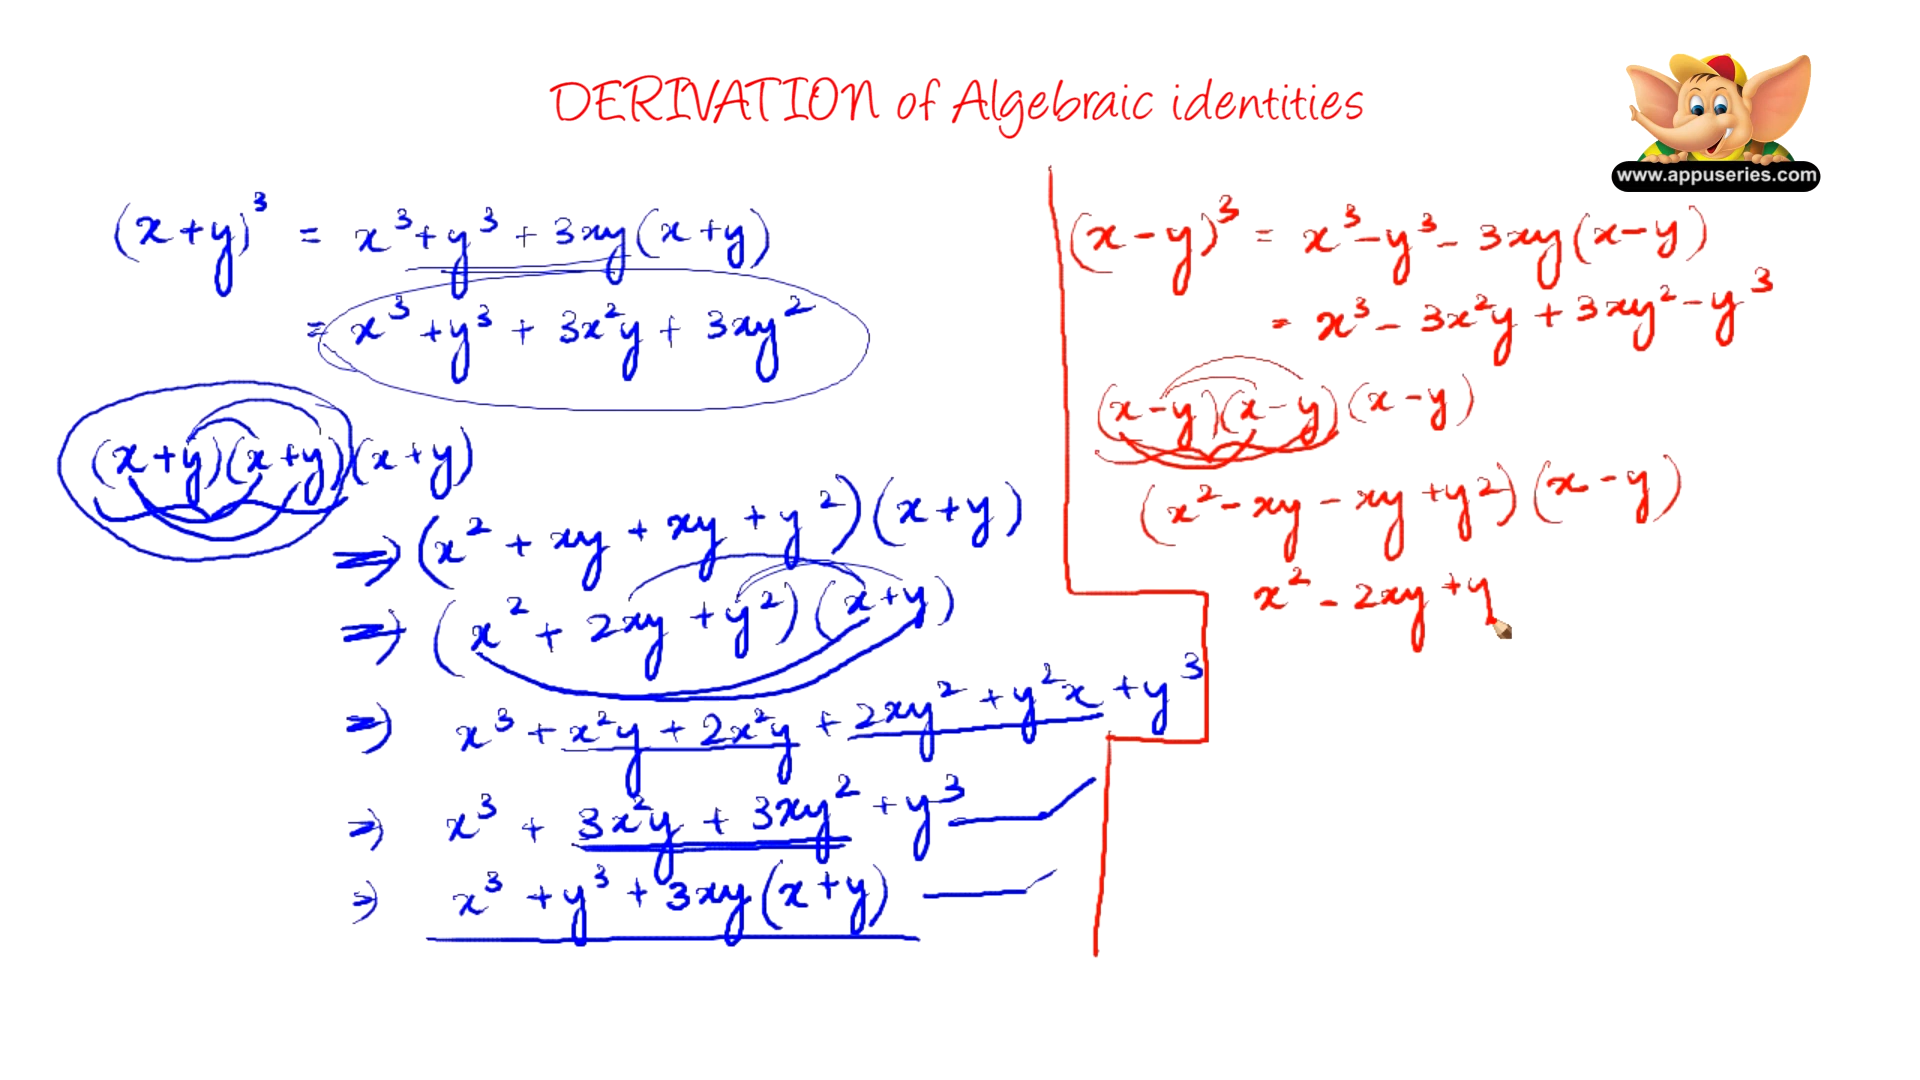 DERIVATION of Algebraic identities
www.appuseries.com
(x+y)³ = x³+y³+3xy(x+y)
= x³+y³+3x²y+3xy²
(x+y)(x+y)(x+y)
⇒ (x²+xy+xy+y²)(x+y)
⇒ (x²+2xy+y²)(x+y)
⇒ x³+x²y+2x²y+2xy²+y²x+y³
⇒ x³+3x²y+3xy²+y³
⇒ x³+y³+3xy(x+y)
(x-y)³ = x³-y³-3xy(x-y)
= x³-3x²y+3xy²-y³
(x-y)(x-y)(x-y)
(x²-xy-xy+y²)(x-y)
x²-2xy+y